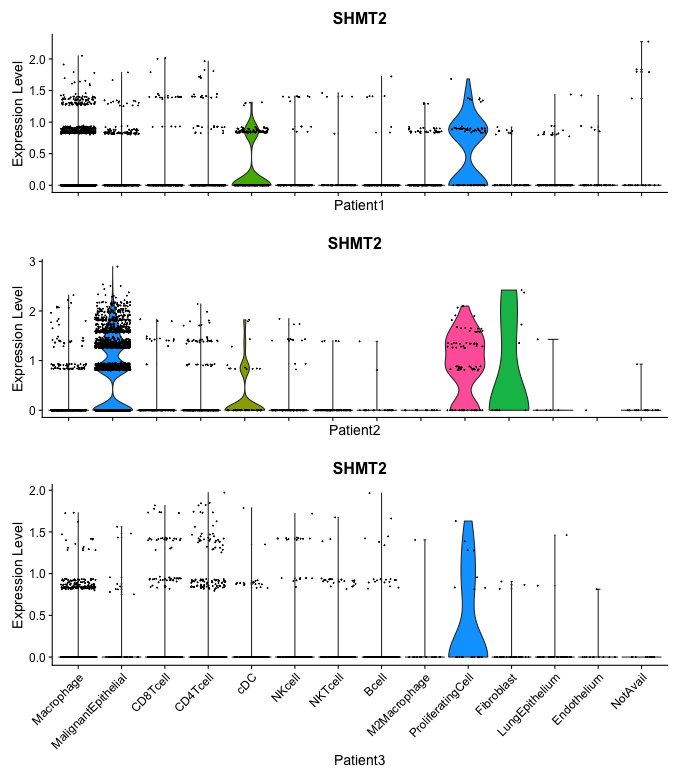 SHMT2
Expression Level
2.0
1.5
1.0
0.5
0.0
Patient1
SHMT2
Expression Level
3
2
1
0
Patient2
SHMT2
Expression Level
2.0
1.5
1.0
0.5
0.0
Macrophage
MalignantEpithelial
CD8Tcell
CD4Tcell
cDC
NKcell
NKTcell
Bcell
M2Macrophage
ProliferatingCell
Fibroblast
LungEpithelium
Endothelium
NotAvail
Patient3